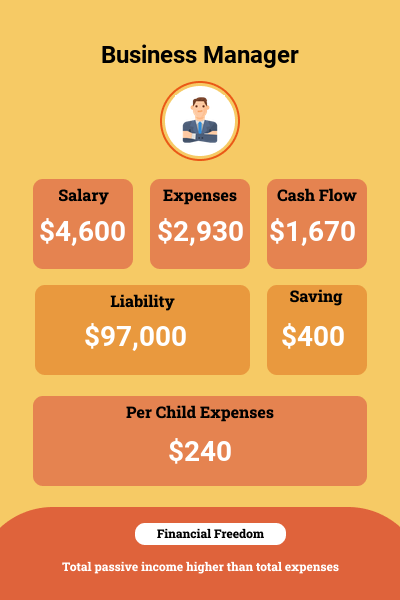 Business Manager
Salary
Expenses
Cash Flow
$4,600
$2,930
$1,670
Liability
Saving
$97,000
$400
Per Child Expenses
$240
Financial Freedom
Total passive income higher than total expenses